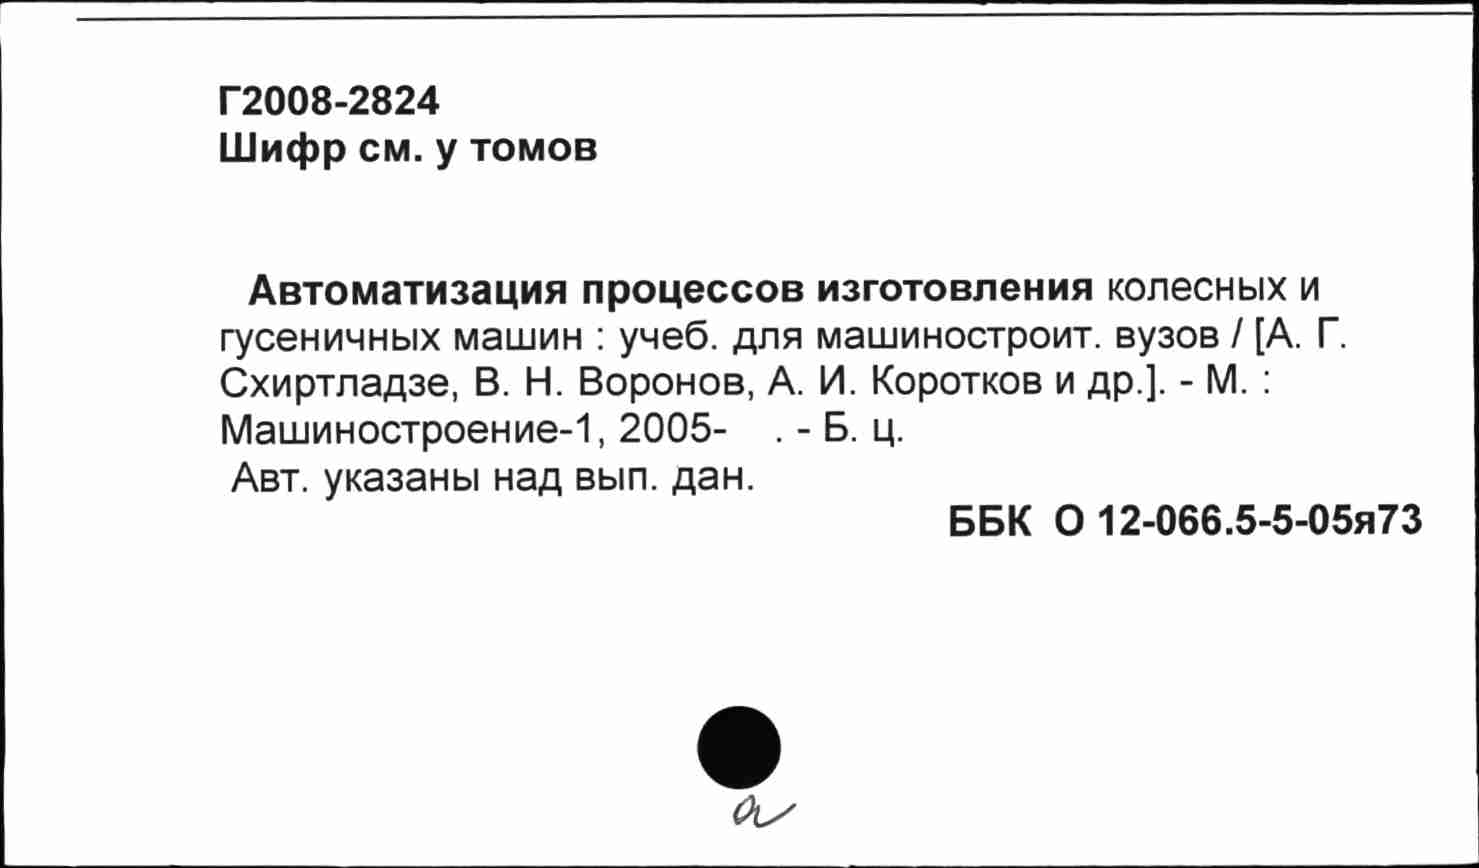 Г2008-2824
Шифр см. у томов
Автоматизация процессов изготовления колесных и
гусеничных машин : учеб. для машиностроит. вузов / [А. Г.
Схиртладзе, В. Н. Воронов, А. И. Коротков и др.]. - М. :
Машиностроение-1, 2005-    . - Б. ц.
Авт. указаны над вып. дан.
ББК О 12-066.5-5-05я73
а